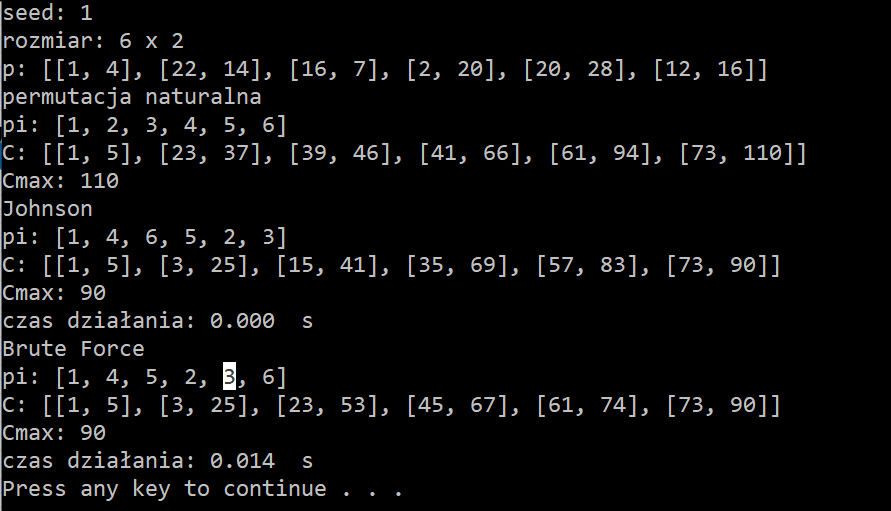 seed: 1
rozmiar: 6 x 2
p: [[1, 4], [22, 14], [16, 7], [2, 20], [20, 28], [12, 16]]
permutacja naturalna
pi: [1, 2, 3, 4, 5, 6]
C: [[1, 5], [23, 37], [39, 46], [41, 66], [61, 94], [73, 110]]
Cmax: 110
Johnson
pi: [1, 4, 6, 5, 2, 3]
C: [[1, 5], [3, 25], [15, 41], [35, 69], [57, 83], [73, 90]]
Cmax: 90
czas działania: 0.000  s
Brute Force
pi: [1, 4, 5, 2, 3, 6]
C: [[1, 5], [3, 25], [23, 53], [45, 67], [61, 74], [73, 90]]
Cmax: 90
czas działania: 0.014  s
Press any key to continue . . .